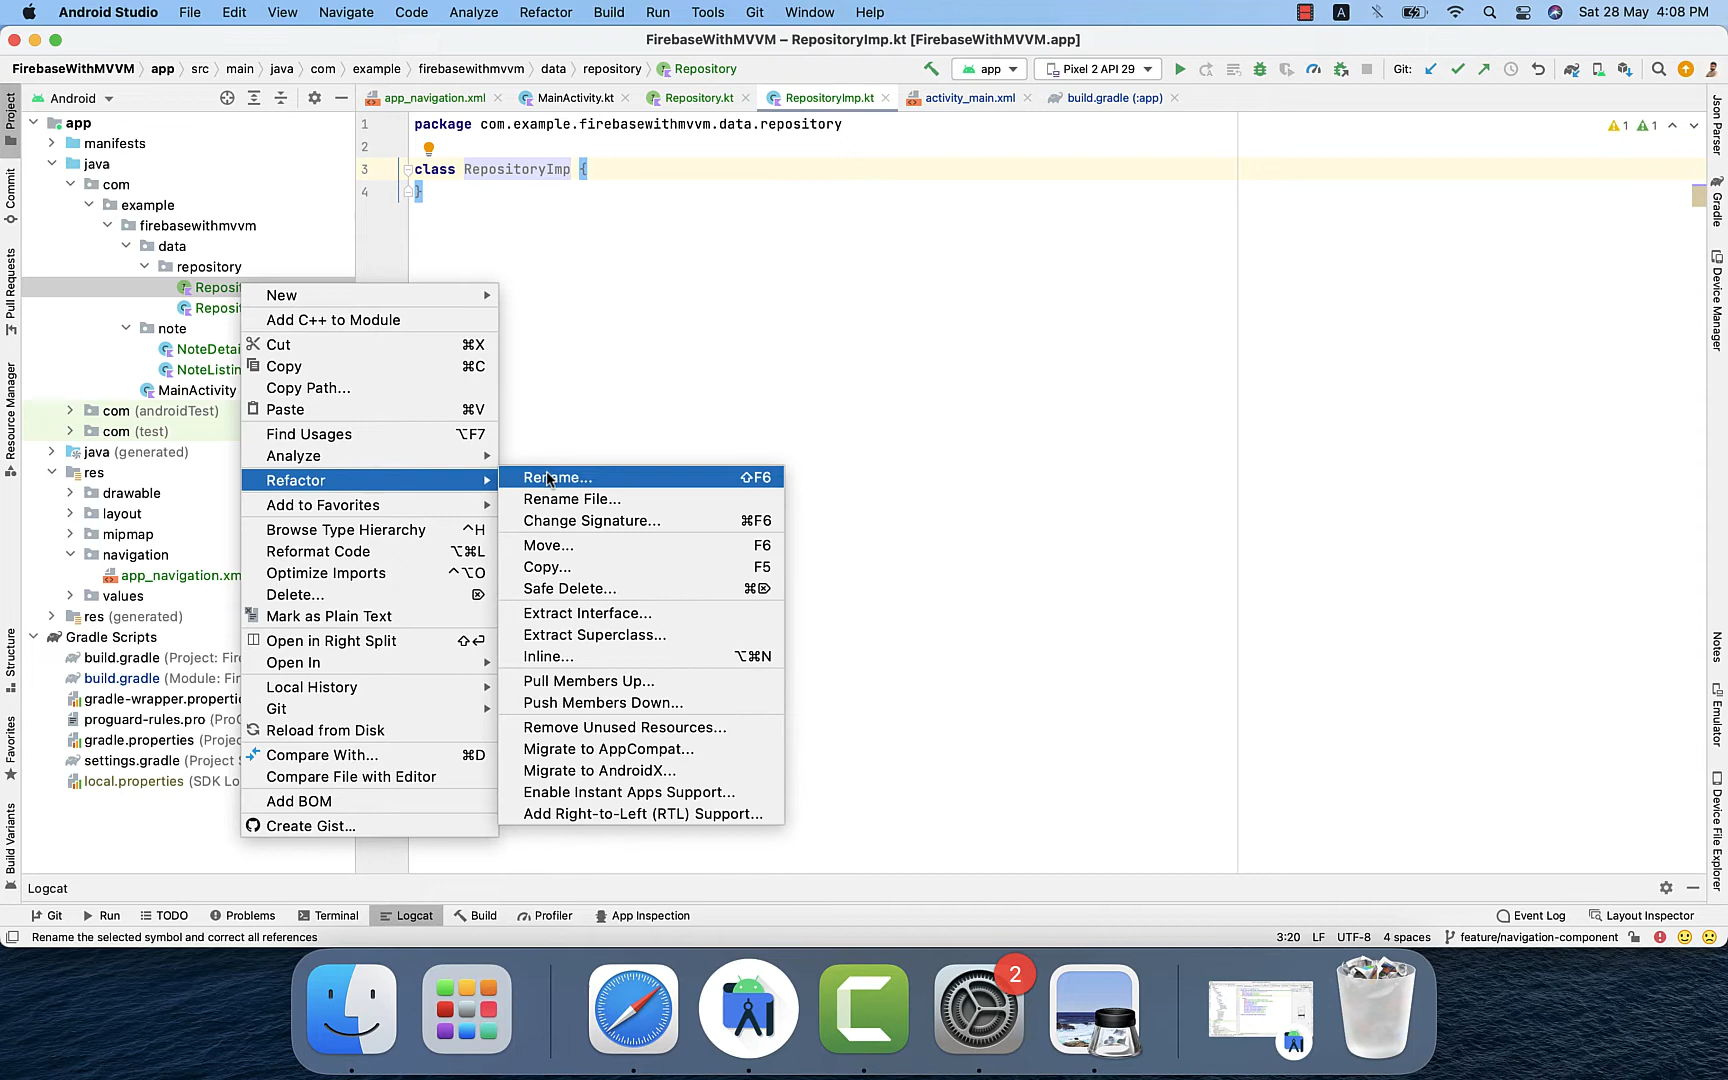 Android Studio File Edit View Navigate Code Analyze Refactor Build Run Tools Git Window Help A Sat 28 May 4:08 PM
FirebaseWithMVVM – RepositoryImp.kt [FirebaseWithMVVM.app]
FirebaseWithMVVM app src main java com example firebasewithmvvm data repository Repository app Pixel 2 API 29 Git:
Android app_navigation.xml MainActivity.kt Repository.kt RepositoryImp.kt activity_main.xml build.gradle (:app)
Project
Commit
Pull Requests
Resource Manager
Structure
Favorites
Build Variants
app
manifests
java
com
example
firebasewithmvvm
data
repository
Reposit
Reposit
note
NoteDetai
NoteListin
MainActivity
com (androidTest)
com (test)
java (generated)
res
drawable
layout
mipmap
navigation
app_navigation.xm
values
res (generated)
Gradle Scripts
build.gradle (Project: Fir
build.gradle (Module: Fir
gradle-wrapper.propertie
proguard-rules.pro (ProG
gradle.properties (Projec
settings.gradle (Project S
local.properties (SDK Lo
1 package com.example.firebasewithmvvm.data.repository
2
3 class RepositoryImp {
4 }
1 1
New
Add C++ to Module
Cut ⌘X
Copy ⌘C
Copy Path...
Paste ⌘V
Find Usages ⌥F7
Analyze
Refactor
Add to Favorites
Browse Type Hierarchy ^H
Reformat Code ⌥⌘L
Optimize Imports ^⌥O
Delete... ⌦
Mark as Plain Text
Open in Right Split ⇧⏎
Open In
Local History
Git
Reload from Disk
Compare With... ⌘D
Compare File with Editor
Add BOM
Create Gist...
Rename... ⇧F6
Rename File...
Change Signature... ⌘F6
Move... F6
Copy... F5
Safe Delete... ⌘⌦
Extract Interface...
Extract Superclass...
Inline... ⌥⌘N
Pull Members Up...
Push Members Down...
Remove Unused Resources...
Migrate to AppCompat...
Migrate to AndroidX...
Enable Instant Apps Support...
Add Right-to-Left (RTL) Support...
Json Parser
Gradle
Device Manager
Notes
Emulator
Device File Explorer
Logcat
Git Run TODO Problems Terminal Logcat Build Profiler App Inspection Event Log Layout Inspector
Rename the selected symbol and correct all references 3:20 LF UTF-8 4 spaces feature/navigation-component
2